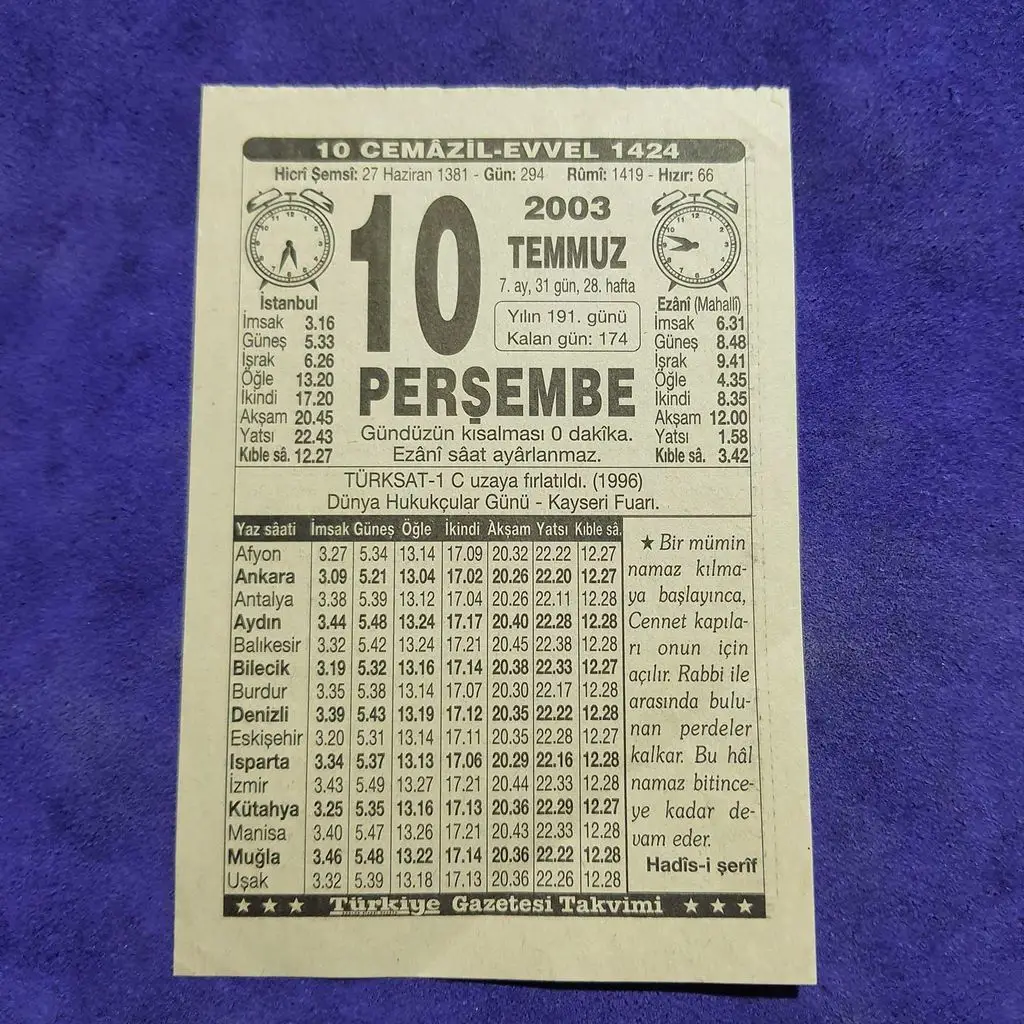 10 CEMÂZİL-EVVEL 1424
Hicrî Şemsî: 27 Haziran 1381 - Gün: 294 Rûmî: 1419 - Hızır: 66
10
2003
TEMMUZ
7. ay, 31 gün, 28. hafta
Yılın 191. günü
Kalan gün: 174
PERŞEMBE
Gündüzün kısalması 0 dakîka.
Ezânî sâat ayârlanmaz.
İstanbul
İmsak 3.16
Güneş 5.33
İşrak 6.26
Öğle 13.20
İkindi 17.20
Akşam 20.45
Yatsı 22.43
Kıble sâ. 12.27
Ezânî (Mahallî)
İmsak 6.31
Güneş 8.48
İşrak 9.41
Öğle 4.35
İkindi 8.35
Akşam 12.00
Yatsı 1.58
Kıble sâ. 3.42
TÜRKSAT-1 C uzaya fırlatıldı. (1996)
Dünya Hukukçular Günü - Kayseri Fuarı.
Yaz sâati İmsak Güneş Öğle İkindi Akşam Yatsı Kıble sâ.
Afyon 3.27 5.34 13.14 17.09 20.32 22.22 12.27
Ankara 3.09 5.21 13.04 17.02 20.26 22.20 12.27
Antalya 3.38 5.39 13.12 17.04 20.26 22.11 12.28
Aydın 3.44 5.48 13.24 17.17 20.40 22.28 12.28
Balıkesir 3.32 5.42 13.24 17.21 20.45 22.38 12.28
Bilecik 3.19 5.32 13.16 17.14 20.38 22.33 12.27
Burdur 3.35 5.38 13.14 17.07 20.30 22.17 12.28
Denizli 3.39 5.43 13.19 17.12 20.35 22.22 12.28
Eskişehir 3.20 5.31 13.14 17.11 20.35 22.28 12.27
Isparta 3.34 5.37 13.13 17.06 20.29 22.16 12.28
İzmir 3.43 5.49 13.27 17.21 20.44 22.33 12.28
Kütahya 3.25 5.35 13.16 17.13 20.36 22.29 12.27
Manisa 3.40 5.47 13.26 17.21 20.43 22.33 12.28
Muğla 3.46 5.48 13.22 17.14 20.36 22.22 12.28
Uşak 3.32 5.39 13.18 17.13 20.36 22.26 12.28
★ Bir mümin
namaz kılma-
ya başlayınca,
Cennet kapıla-
rı onun için
açılır. Rabbi ile
arasında bulu-
nan perdeler
kalkar. Bu hâl
namaz bitince-
ye kadar de-
vam eder.
Hadîs-i şerîf
★ ★ ★ Türkiye Gazetesi Takvimi ★ ★ ★